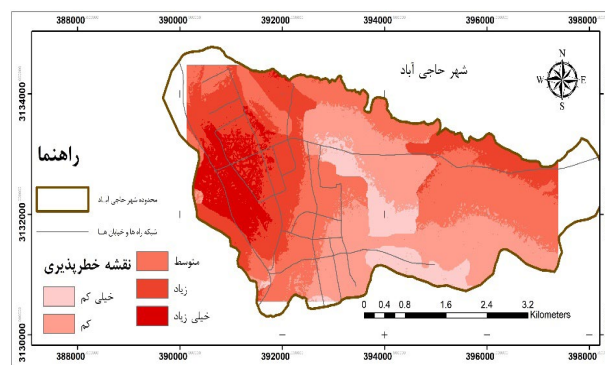 390000 392000 394000 396000 398000
شهر حاجی آباد
N
W E
S
3134000
3132000
3130000
راهنما
محدوده شهر حاجی آباد
شبکه راه ها و خیابان ها
نقشه خطرپذیری
خیلی کم
کم
متوسط
زیاد
خیلی زیاد
0 0.4 0.8 1.6 2.4 3.2
Kilometers
388000 390000 392000 394000 396000 398000